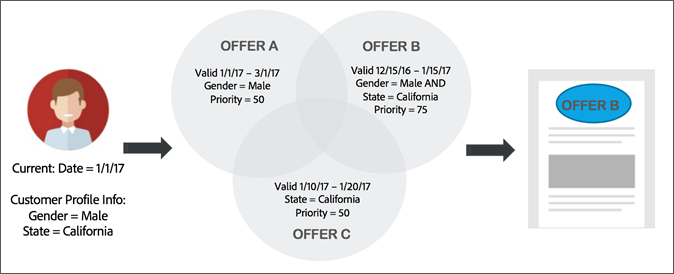 Current: Date = 1/1/17
Customer Profile Info:
Gender = Male
State = California
OFFER A
Valid 1/1/17 – 3/1/17
Gender = Male
Priority = 50
OFFER B
Valid 12/15/16 – 1/15/17
Gender = Male AND
State = California
Priority = 75
Valid 1/10/17 – 1/20/17
State = California
Priority = 50
OFFER C
OFFER B